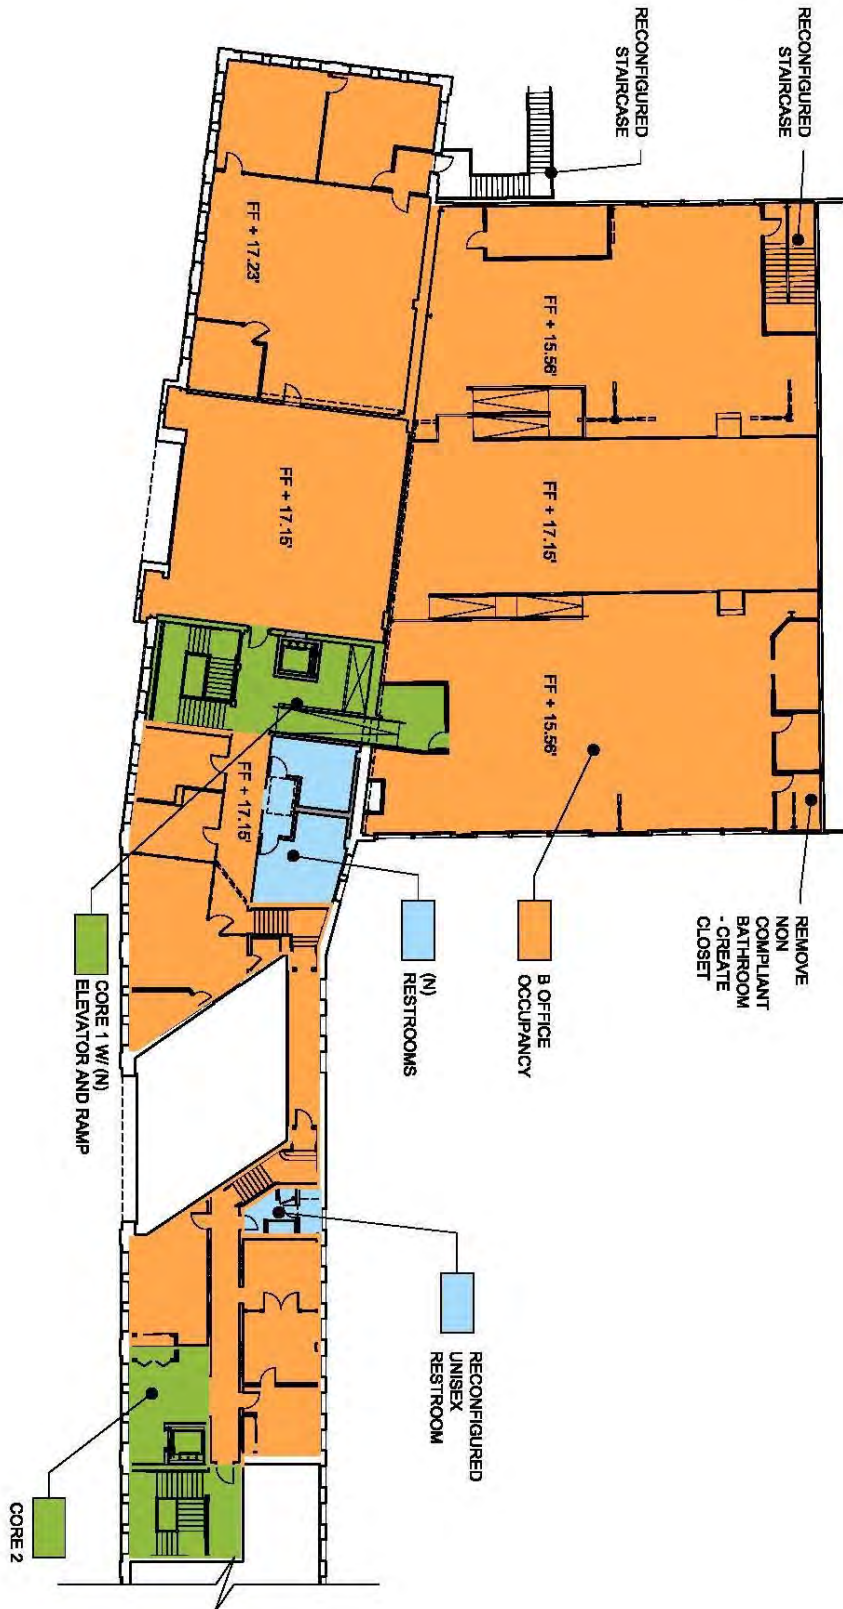 RECONFIGURED
STAIRCASE
RECONFIGURED
STAIRCASE
FF + 17.23'
FF + 15.56'
FF + 17.15'
FF + 17.15'
FF + 15.56'
FF + 17.15'
REMOVE
NON
COMPLIANT
BATHROOM
- CREATE
CLOSET
B OFFICE
OCCUPANCY
(N)
RESTROOMS
CORE 1 W/ (N)
ELEVATOR AND RAMP
RECONFIGURED
UNISEX
RESTROOM
CORE 2